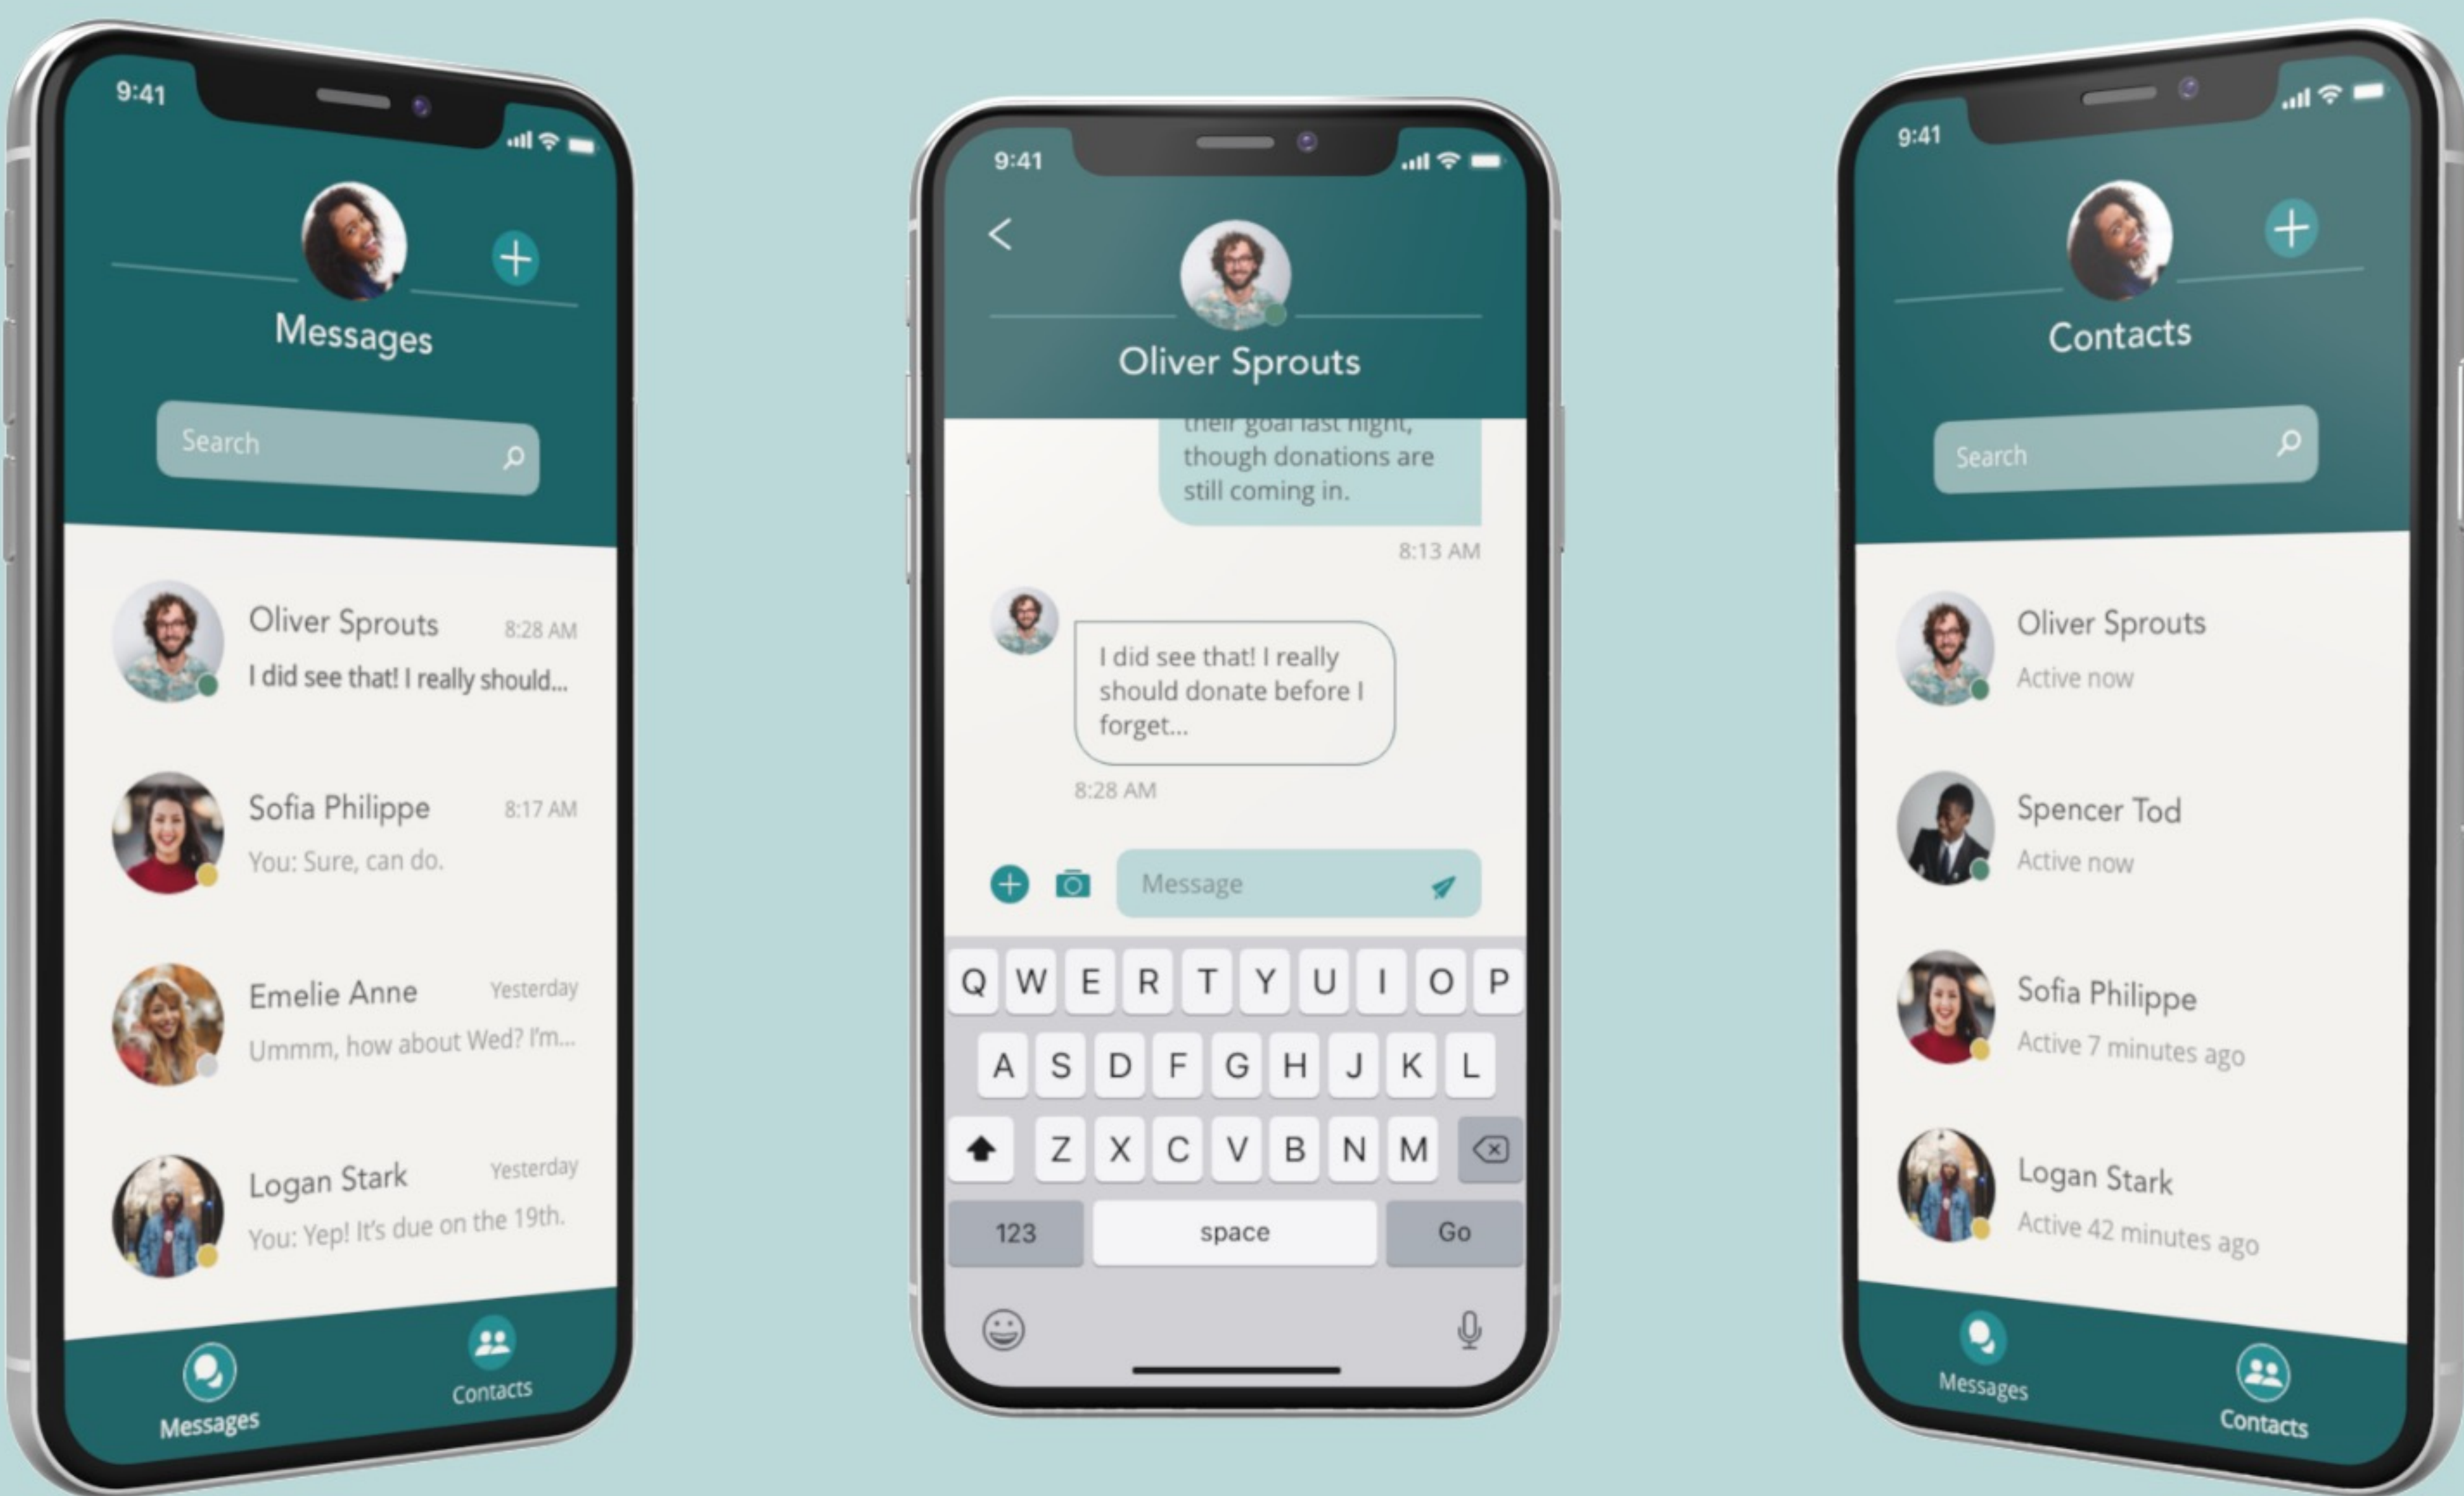 9:41
Messages
Search
Oliver Sprouts 8:28 AM
I did see that! I really should...
Sofia Philippe 8:17 AM
You: Sure, can do.
Emelie Anne Yesterday
Ummm, how about Wed? I'm...
Logan Stark Yesterday
You: Yep! It's due on the 19th.
Messages
Contacts
9:41
Oliver Sprouts
their goal last night,
though donations are
still coming in.
8:13 AM
I did see that! I really
should donate before I
forget...
8:28 AM
Message
Q W E R T Y U I O P
A S D F G H J K L
Z X C V B N M
123 space Go
9:41
Contacts
Search
Oliver Sprouts
Active now
Spencer Tod
Active now
Sofia Philippe
Active 7 minutes ago
Logan Stark
Active 42 minutes ago
Messages
Contacts